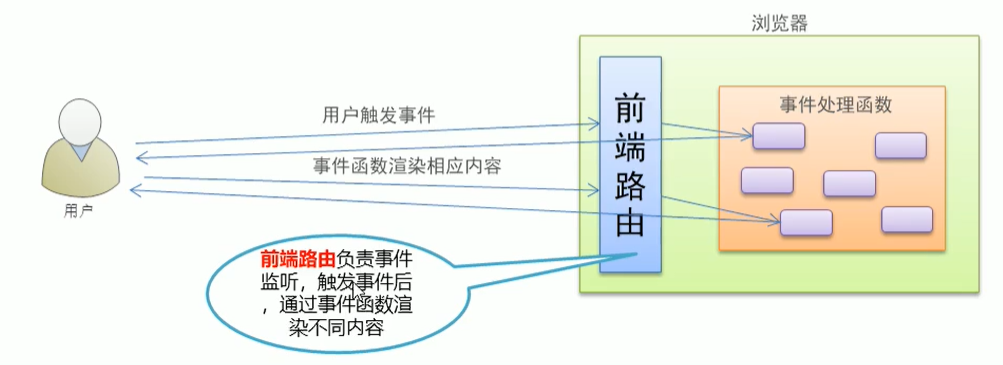 浏览器
前
端
路
由
事件处理函数
用户触发事件
事件函数渲染相应内容
用户
前端路由负责事件
监听，触发事件后
，通过事件函数渲
染不同内容